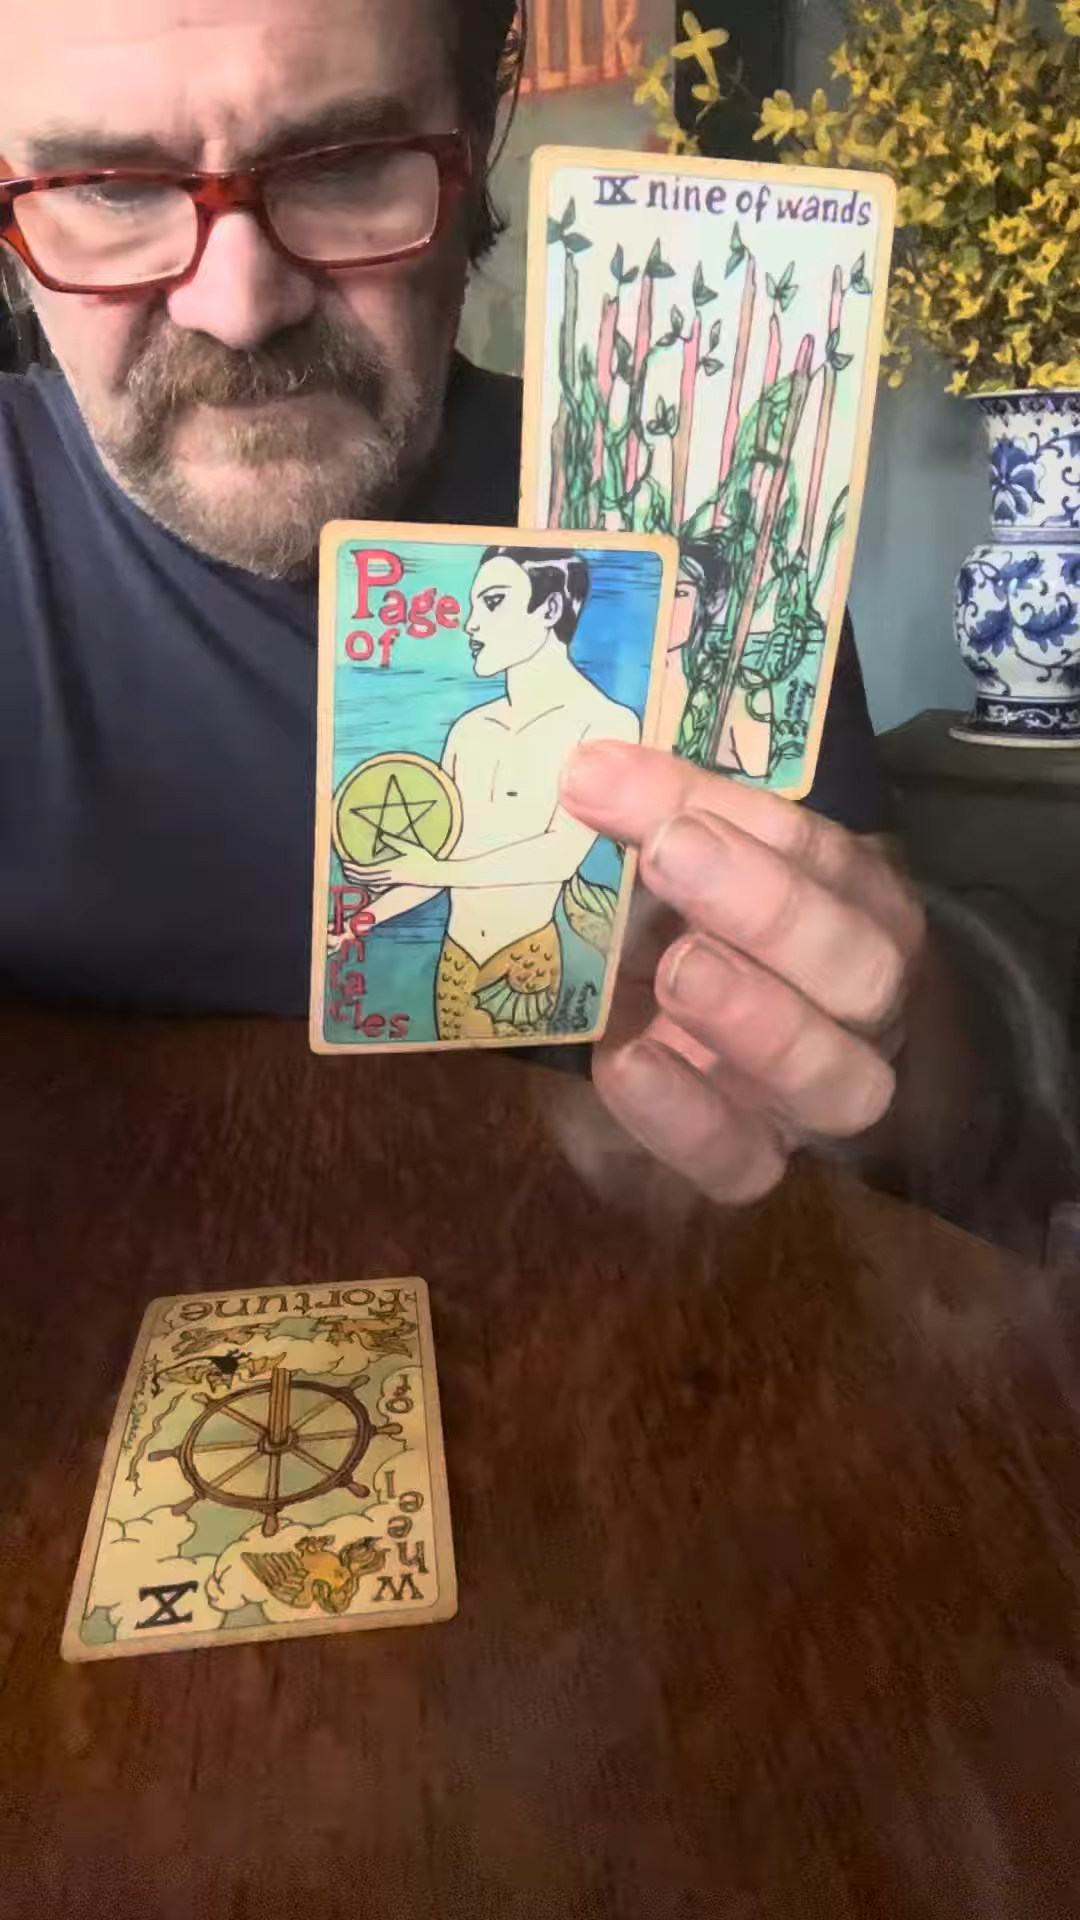 IX nine of wands
Page
of
Pentacles
Fortune
of
Wheel
X